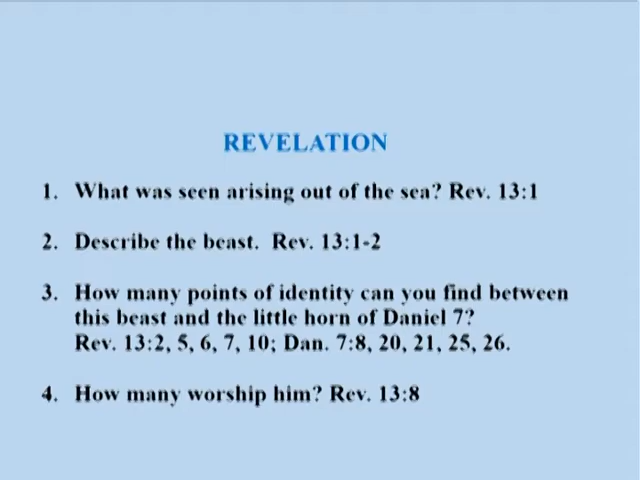 REVELATION
1. What was seen arising out of the sea? Rev. 13:1
2. Describe the beast. Rev. 13:1-2
3. How many points of identity can you find between
this beast and the little horn of Daniel 7?
Rev. 13:2, 5, 6, 7, 10; Dan. 7:8, 20, 21, 25, 26.
4. How many worship him? Rev. 13:8